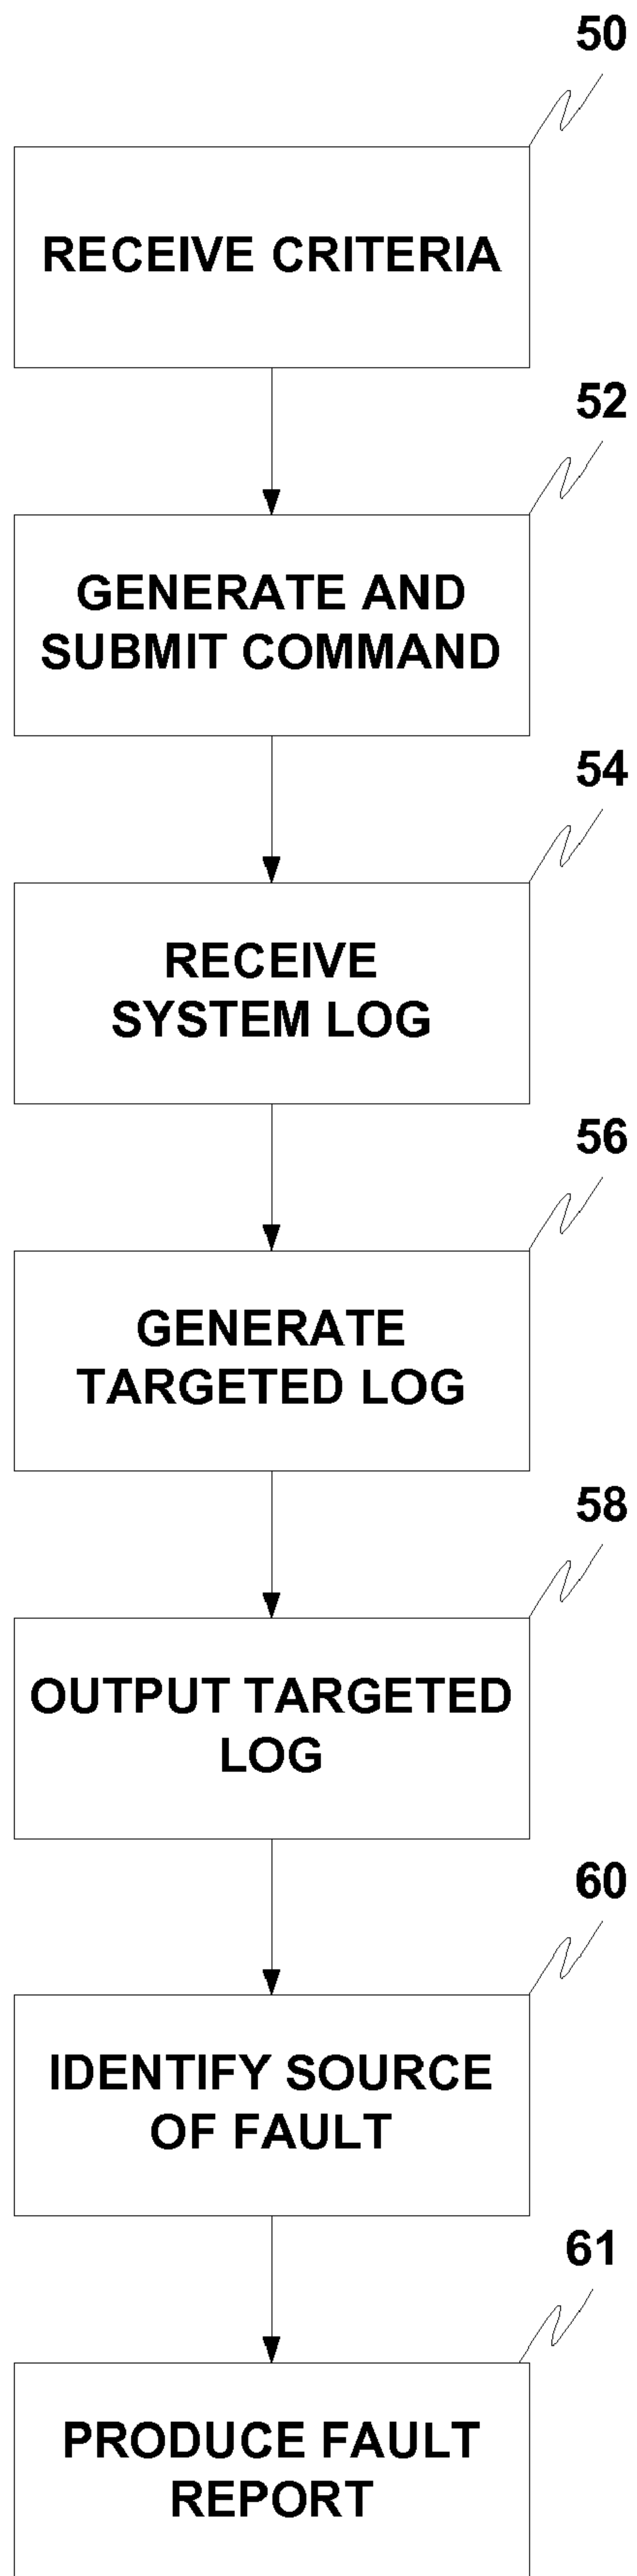 50
RECEIVE CRITERIA
52
GENERATE AND
SUBMIT COMMAND
54
RECEIVE
SYSTEM LOG
56
GENERATE
TARGETED LOG
58
OUTPUT TARGETED
LOG
60
IDENTIFY SOURCE
OF FAULT
61
PRODUCE FAULT
REPORT